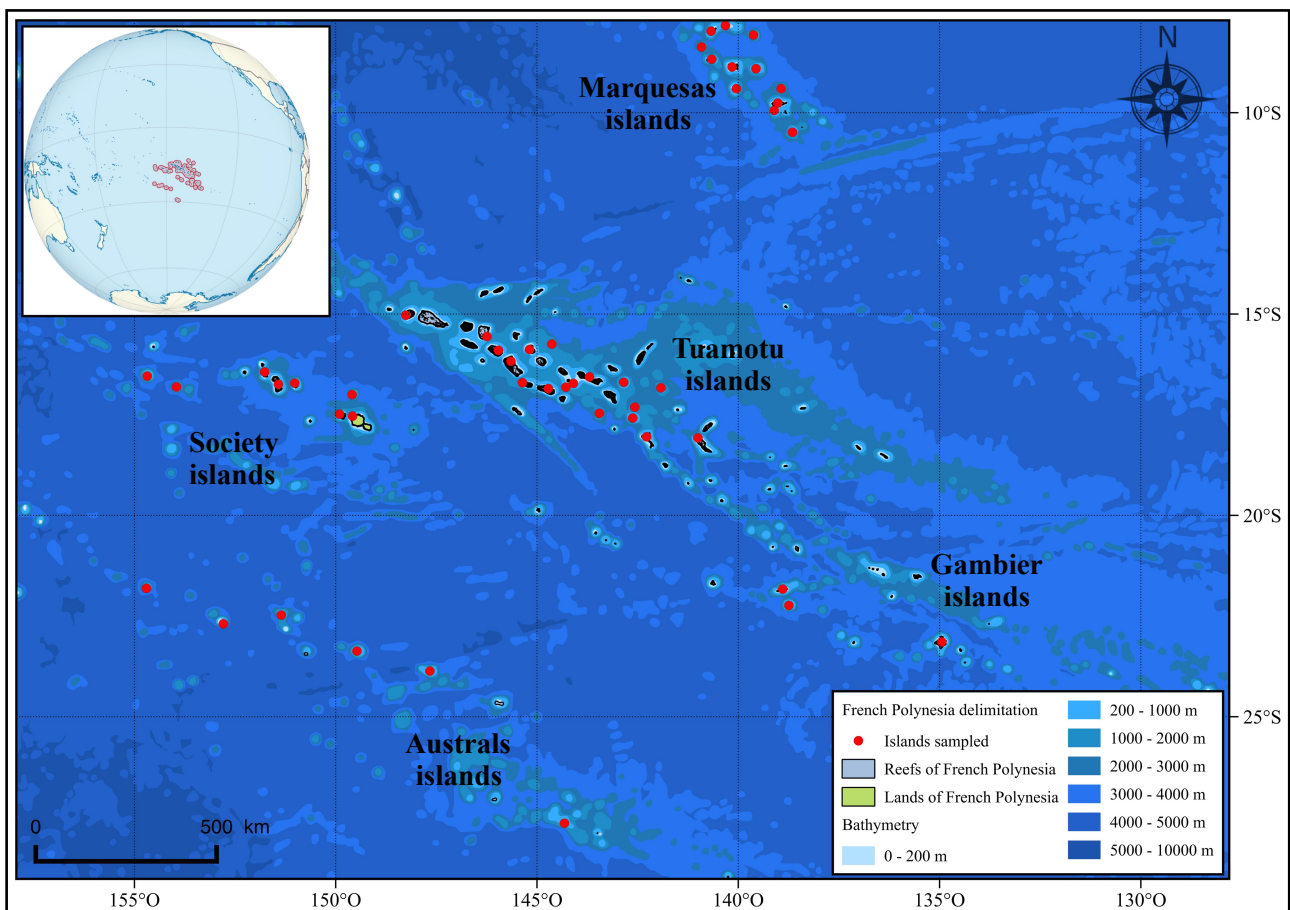 N
Marquesas
islands
10°S
15°S
Tuamotu
islands
Society
islands
20°S
Gambier
islands
25°S
Australs
islands
French Polynesia delimitation
Islands sampled
Reefs of French Polynesia
Lands of French Polynesia
Bathymetry
0 - 200 m
200 - 1000 m
1000 - 2000 m
2000 - 3000 m
3000 - 4000 m
4000 - 5000 m
5000 - 10000 m
0 500 km
155°O 150°O 145°O 140°O 135°O 130°O